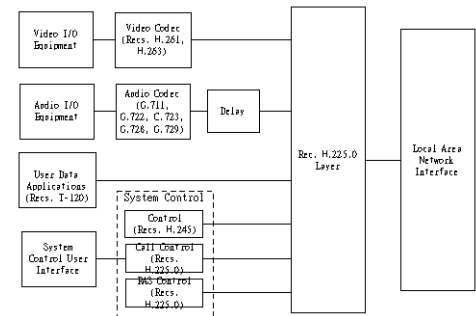 Video I/O
Equipment
Video Codec
(Recs. H.261,
H.263)
Audio I/O
Equipment
Audio Codec
(G.711,
G.722, C.723,
G.728, G.729)
Delay
User Data
Applications
(Recs. T-120)
System Control
Control
(Recs. H.245)
System
Control User
Interface
Call Control
(Recs.
H.225.0)
RAS Control
(Recs.
H.225.0)
Rec. H.225.0
Layer
Local Area
Network
Interface